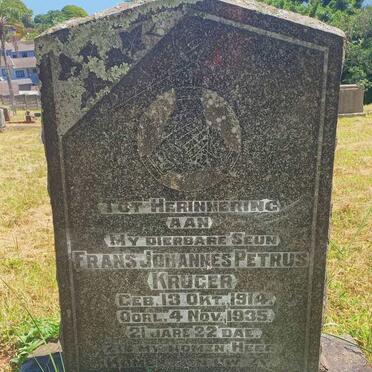 TOT HERINNERING
AAN
MY DIERBARE SEUN
FRANS JOHANNES PETRUS
KRUGER
GEB. 13 OKT. 1914.
OORL. 4 NOV. 1935.
21 JARE 22 DAE.